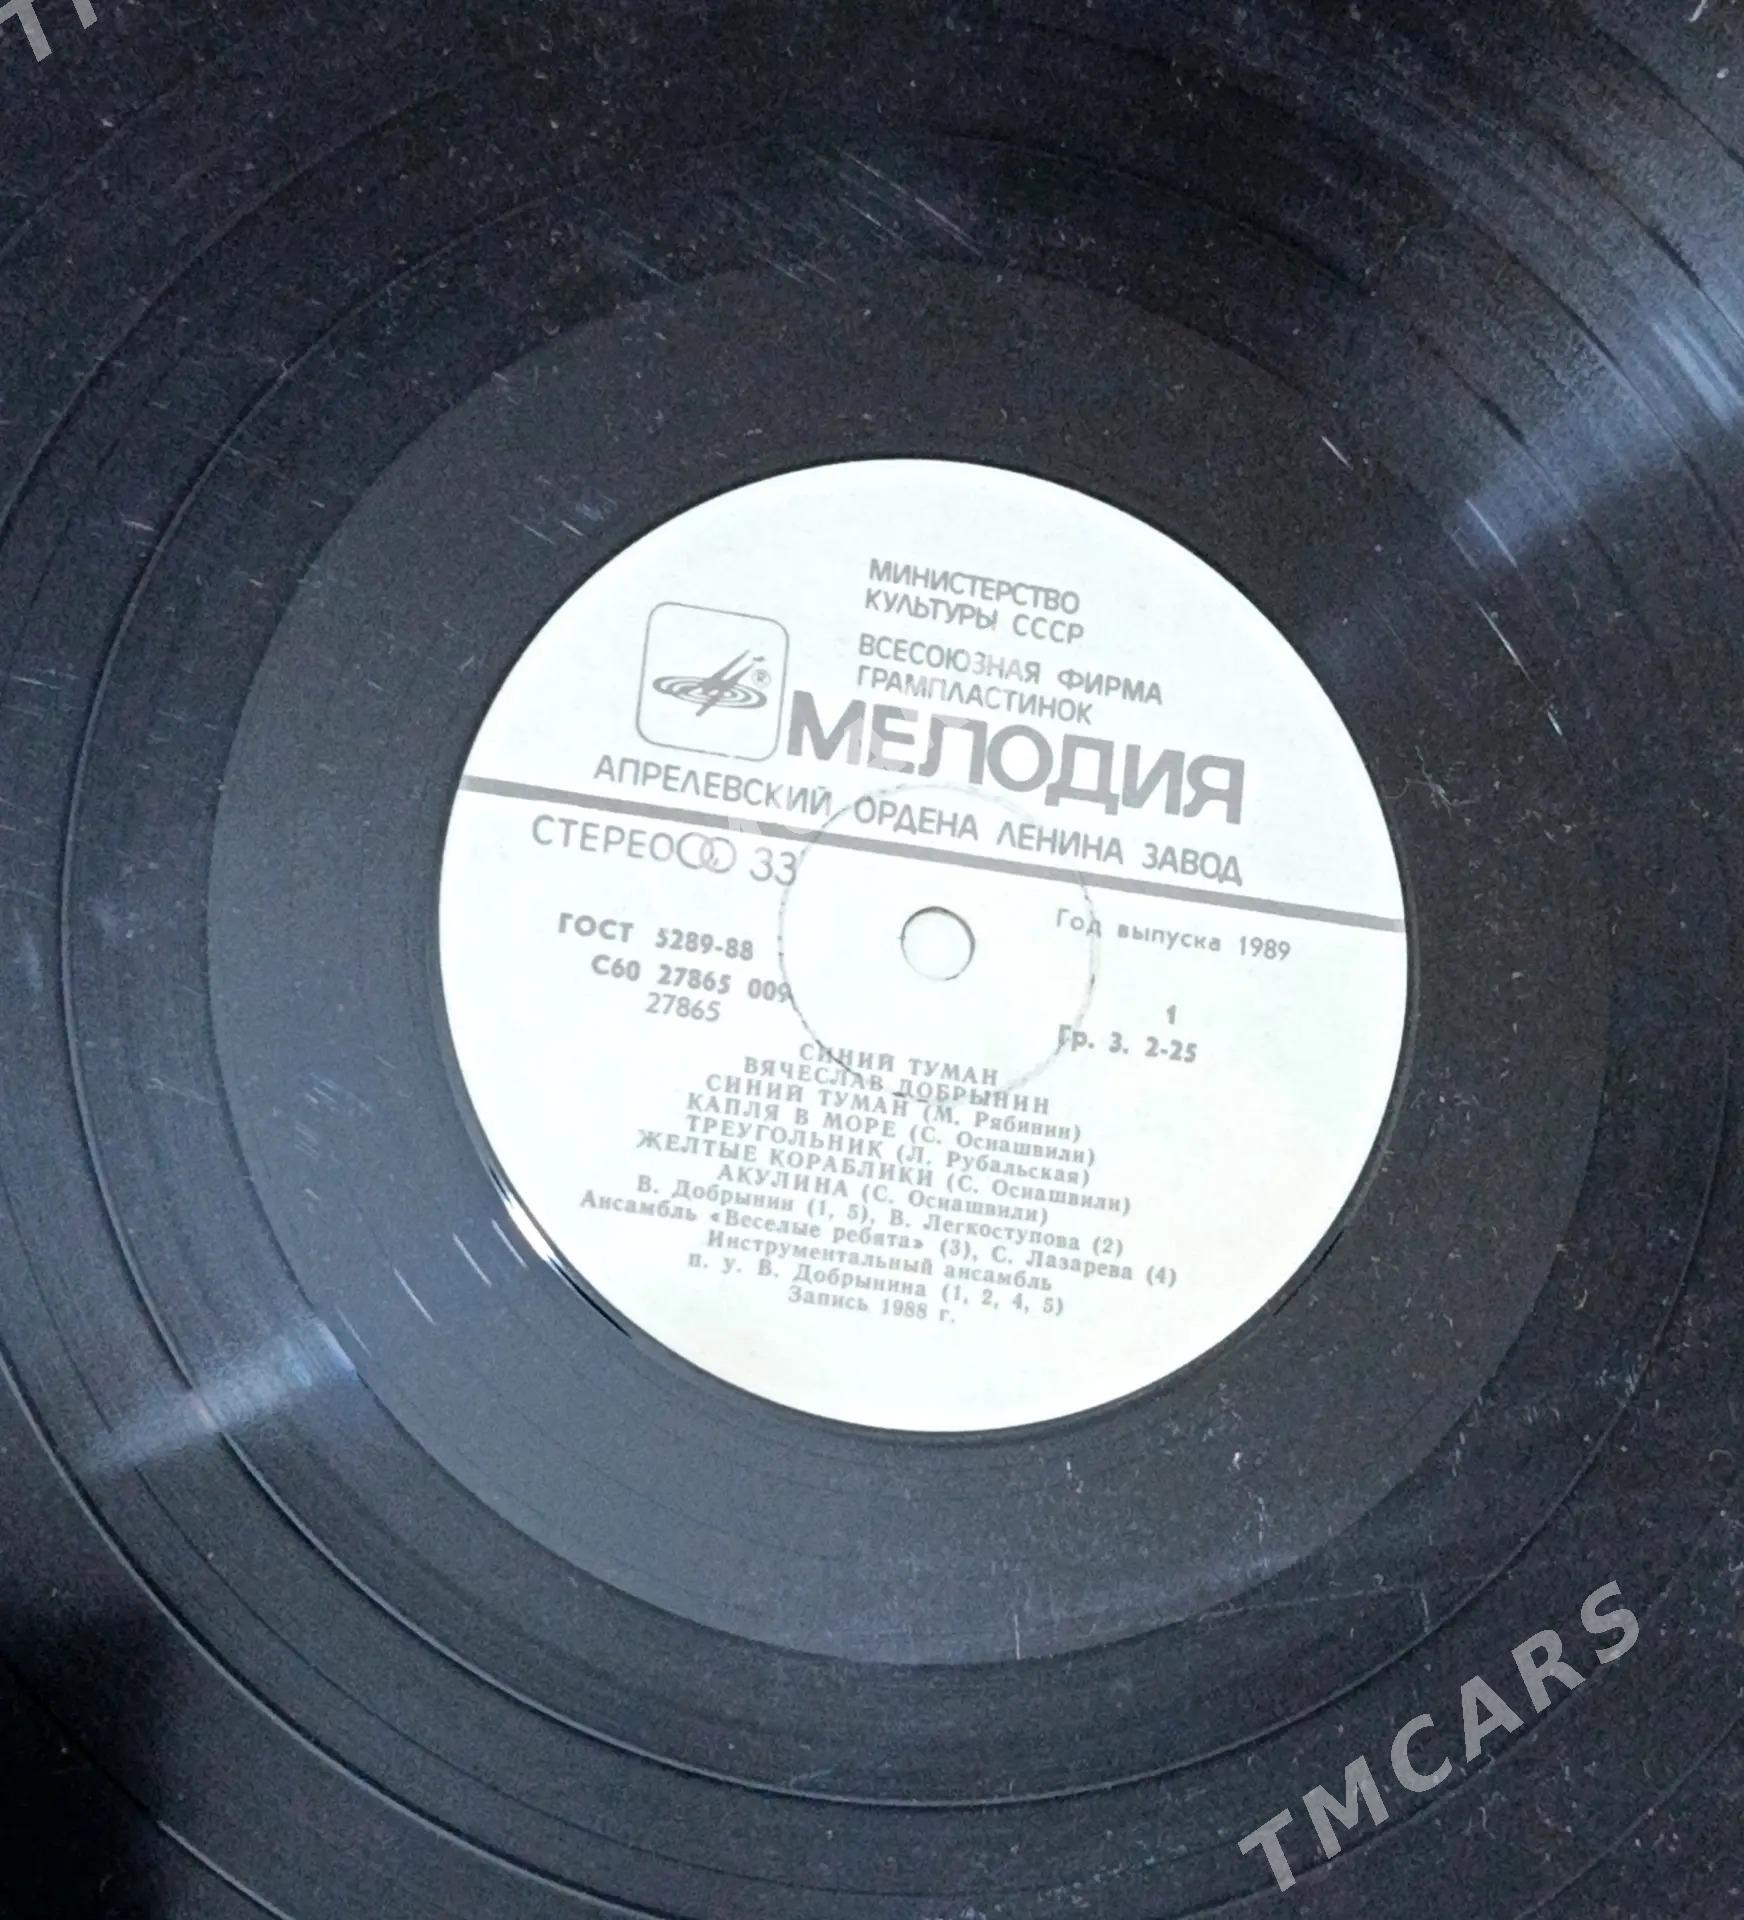 МИНИСТЕРСТВО
КУЛЬТУРЫ СССР
ВСЕСОЮЗНАЯ ФИРМА
ГРАМПЛАСТИНОК
®
МЕЛОДИЯ
АПРЕЛЕВСКИЙ ОРДЕНА ЛЕНИНА ЗАВОД
СТЕРЕО 33
ГОСТ 5289-88
С60 27865 009
27865
Год выпуска 1989
1
Гр. 3. 2-25
СИНИЙ ТУМАН
ВЯЧЕСЛАВ ДОБРЫНИН
СИНИЙ ТУМАН (М. Рябинин)
КАПЛЯ В МОРЕ (С. Осиашвили)
ТРЕУГОЛЬНИК (Л. Рубальская)
ЖЕЛТЫЕ КОРАБЛИКИ (С. Осиашвили)
АКУЛИНА (С. Осиашвили)
В. Добрынин (1, 5), В. Легкоступова (2)
Ансамбль «Веселые ребята» (3), С. Лазарева (4)
Инструментальный ансамбль
п. у. В. Добрынина (1, 2, 4, 5)
Запись 1988 г.
TMCARS